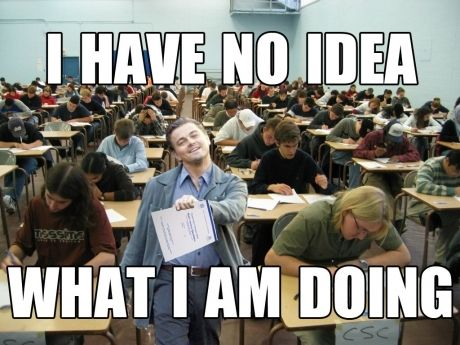 I HAVE NO IDEA
WHAT I AM DOING
CSC